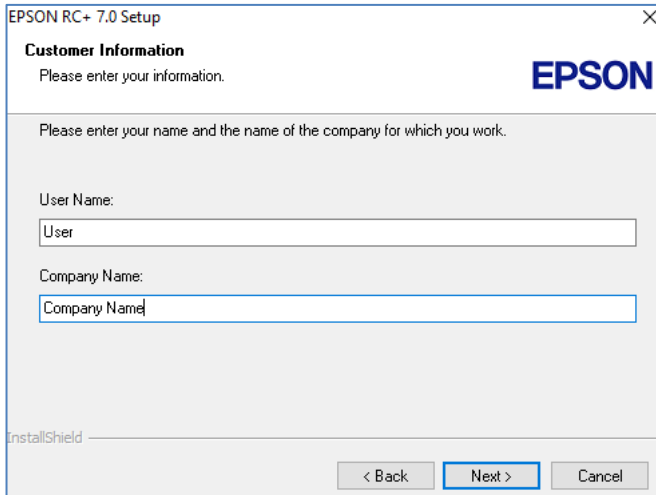 EPSON RC+ 7.0 Setup
Customer Information
Please enter your information.
EPSON
Please enter your name and the name of the company for which you work.
User Name:
User
Company Name:
Company Name
InstallShield
< Back
Next >
Cancel